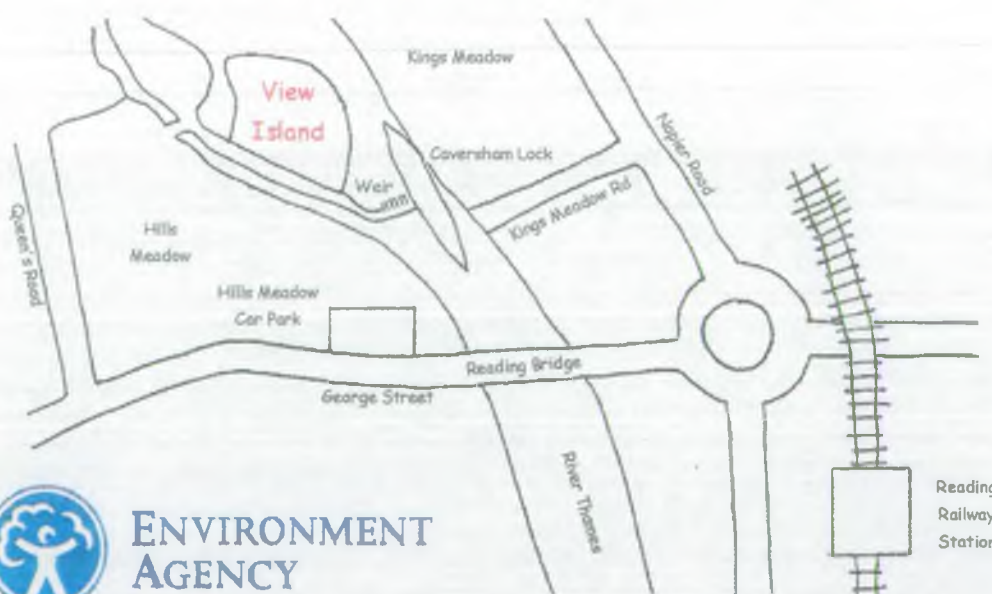 Kings Meadow
View
Island
Napier Road
Caversham Lock
Weir
Kings Meadow Rd
Queen's Road
Hills
Meadow
Hills Meadow
Car Park
Reading Bridge
George Street
River Thames
Reading
Railway
Station
ENVIRONMENT
AGENCY